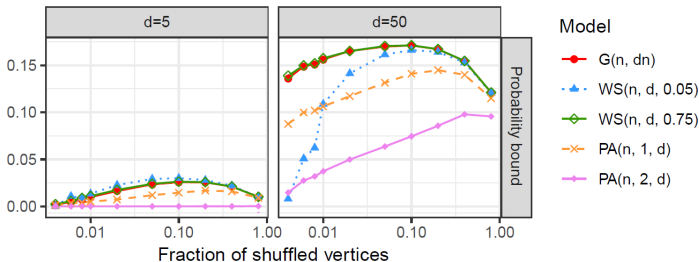 d=5
d=50
0.15
0.10
0.05
0.00
0.01
0.10
1.00
0.01
0.10
1.00
Fraction of shuffled vertices
Probability bound
Model
G(n, dn)
WS(n, d, 0.05)
WS(n, d, 0.75)
PA(n, 1, d)
PA(n, 2, d)